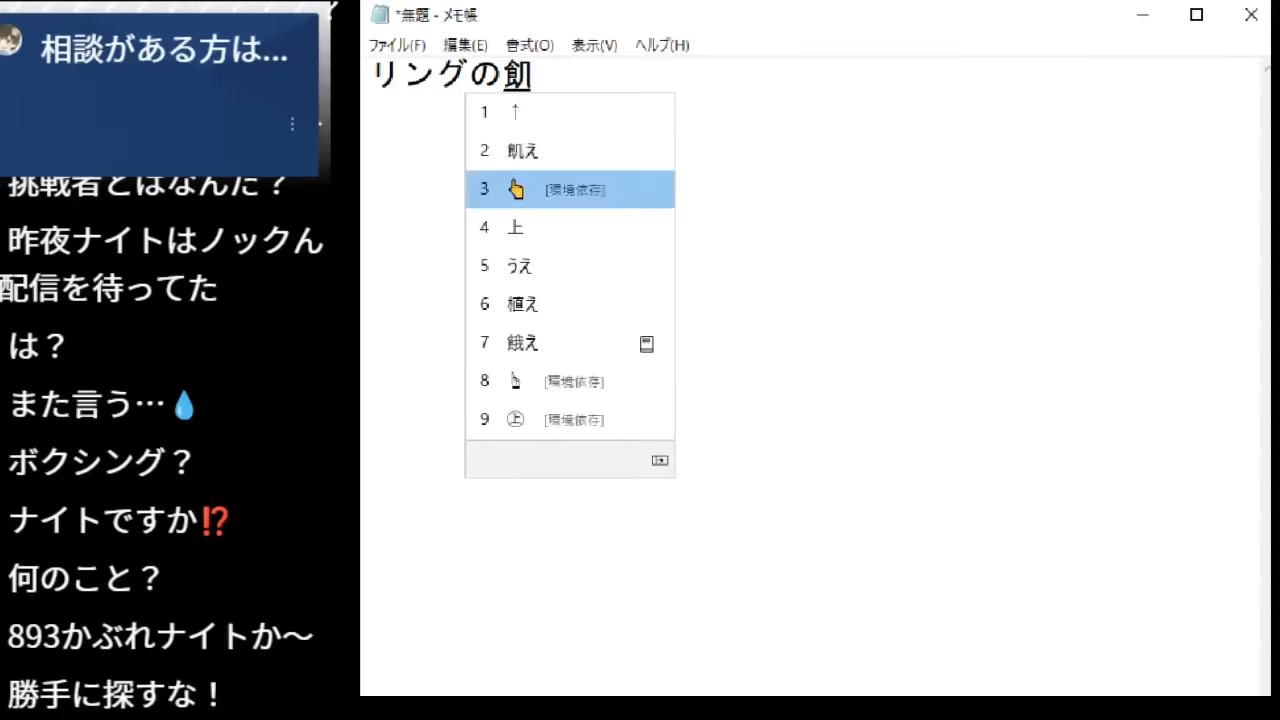 相談がある方は...
挑戦者とはなんだ？
昨夜ナイトはノックん
配信を待ってた
は？
また言う…💧
ボクシング？
ナイトですか⁉
何のこと？
893かぶれナイトか～
勝手に探すな！
*無題 - メモ帳
ファイル(F) 編集(E) 書式(O) 表示(V) ヘルプ(H)
リングの
1 ↑
2 飢え
3 👆 [環境依存]
4 上
5 うえ
6 植え
7 餓え
8 [環境依存]
9 ㊤ [環境依存]